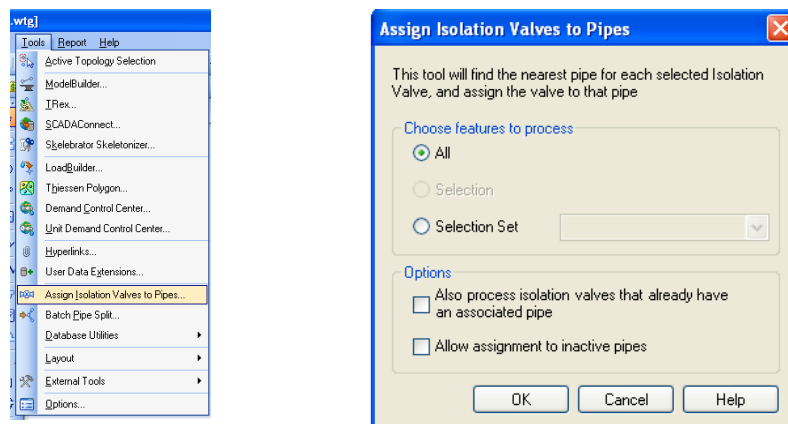 .wtg]
Tools Report Help
Active Topology Selection
ModelBuilder...
TRex...
SCADAConnect...
Skelebrator Skeletonizer...
LoadBuilder...
Thiessen Polygon...
Demand Control Center...
Unit Demand Control Center...
Hyperlinks...
User Data Extensions...
Assign Isolation Valves to Pipes...
Batch Pipe Split...
Database Utilities
Layout
External Tools
Options...
Assign Isolation Valves to Pipes
This tool will find the nearest pipe for each selected Isolation
Valve, and assign the valve to that pipe
Choose features to process
All
Selection
Selection Set
Options
Also process isolation valves that already have
an associated pipe
Allow assignment to inactive pipes
OK Cancel Help